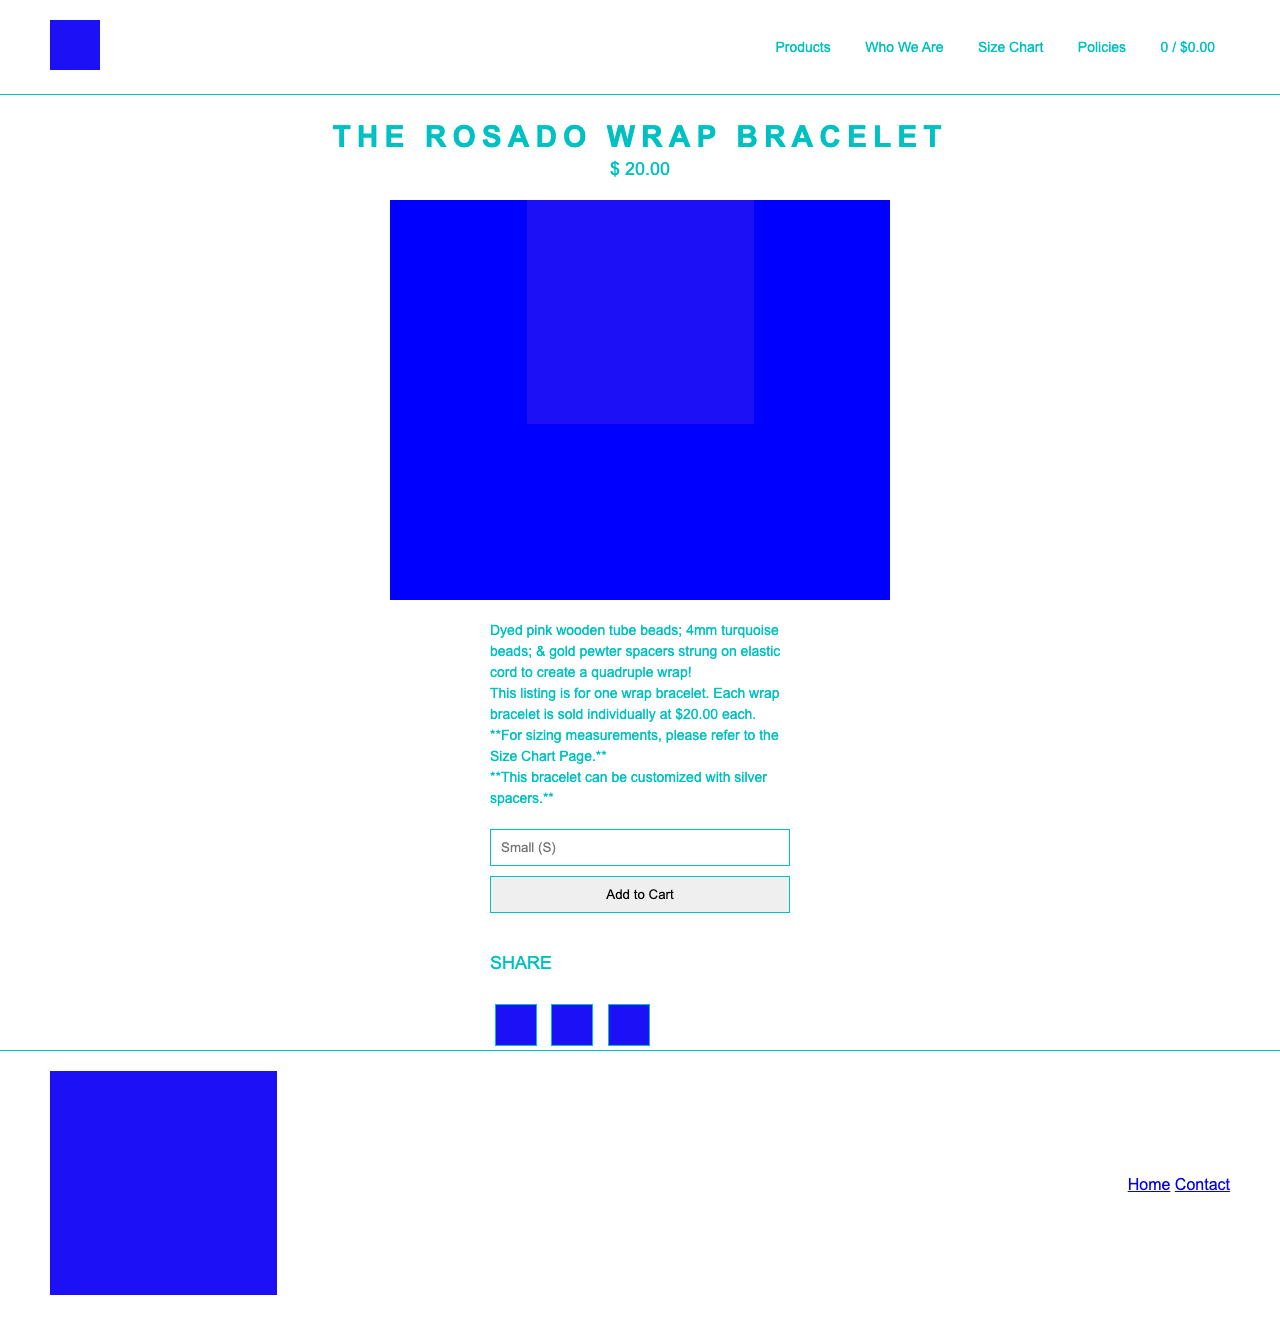 Products Who We Are Size Chart Policies 0 / $0.00
THE ROSADO WRAP BRACELET
$ 20.00
Dyed pink wooden tube beads; 4mm turquoise
beads; & gold pewter spacers strung on elastic
cord to create a quadruple wrap!
This listing is for one wrap bracelet. Each wrap
bracelet is sold individually at $20.00 each.
**For sizing measurements, please refer to the
Size Chart Page.**
**This bracelet can be customized with silver
spacers.**
Small (S)
Add to Cart
SHARE
Home Contact